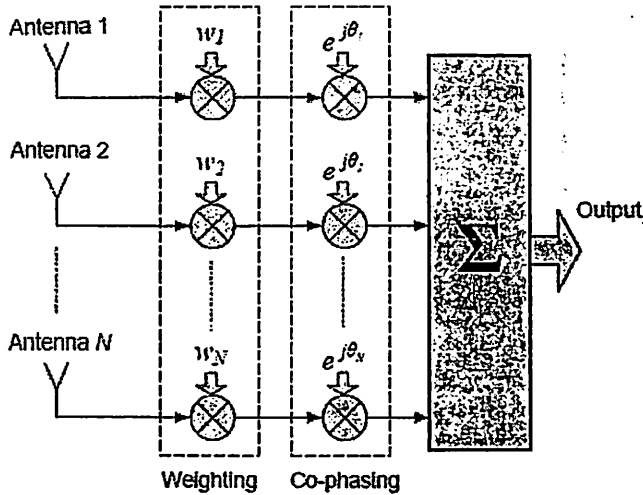 Antenna 1
w1
e^jθ1
Antenna 2
w2
e^jθ2
Σ
Output
Antenna N
wN
e^jθN
Weighting
Co-phasing